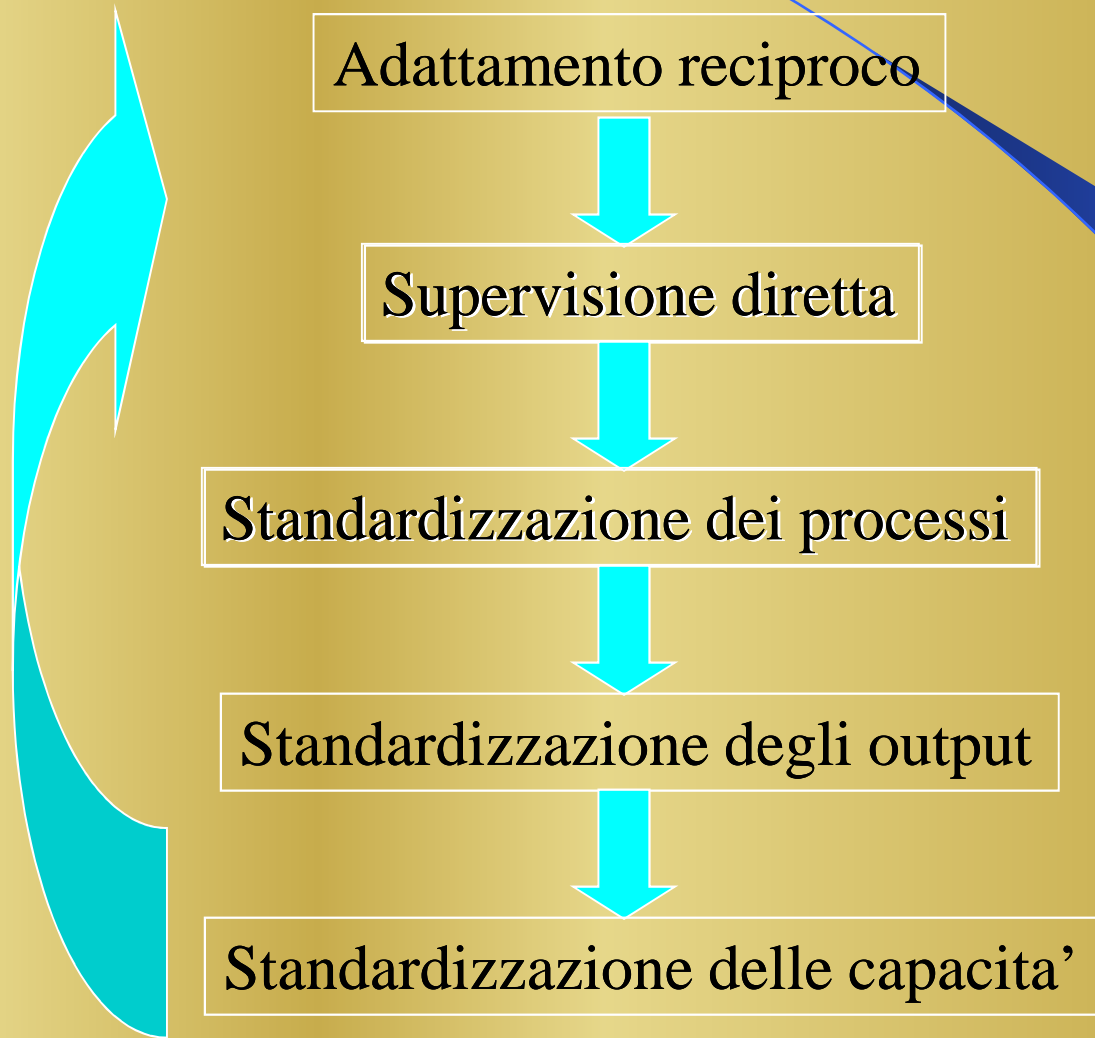 Adattamento reciproco
Supervisione diretta
Standardizzazione dei processi
Standardizzazione degli output
Standardizzazione delle capacita’